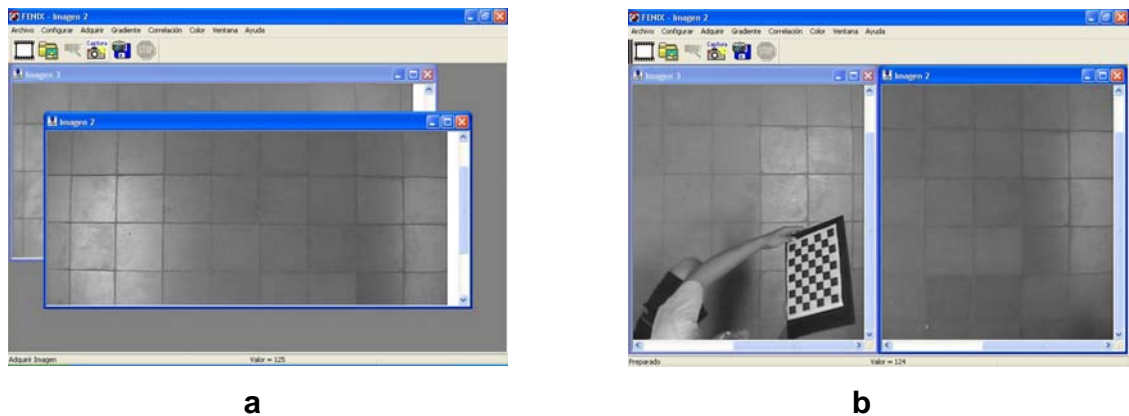 FENIX - Imagen 2
Archivo Configurar Adquirir Gradiente Correlación Color Ventana Ayuda
Captura
STOP
Imagen 3
Imagen 2
Adquirir Imagen Valor = 125
a
FENIX - Imagen 2
Archivo Configurar Adquirir Gradiente Correlación Color Ventana Ayuda
Captura
STOP
Imagen 3 Imagen 2
Preparado Valor = 124
b